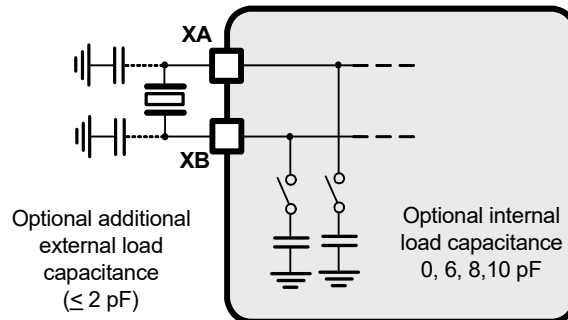 XA
XB
Optional additional
external load
capacitance
(≤ 2 pF)
Optional internal
load capacitance
0, 6, 8,10 pF